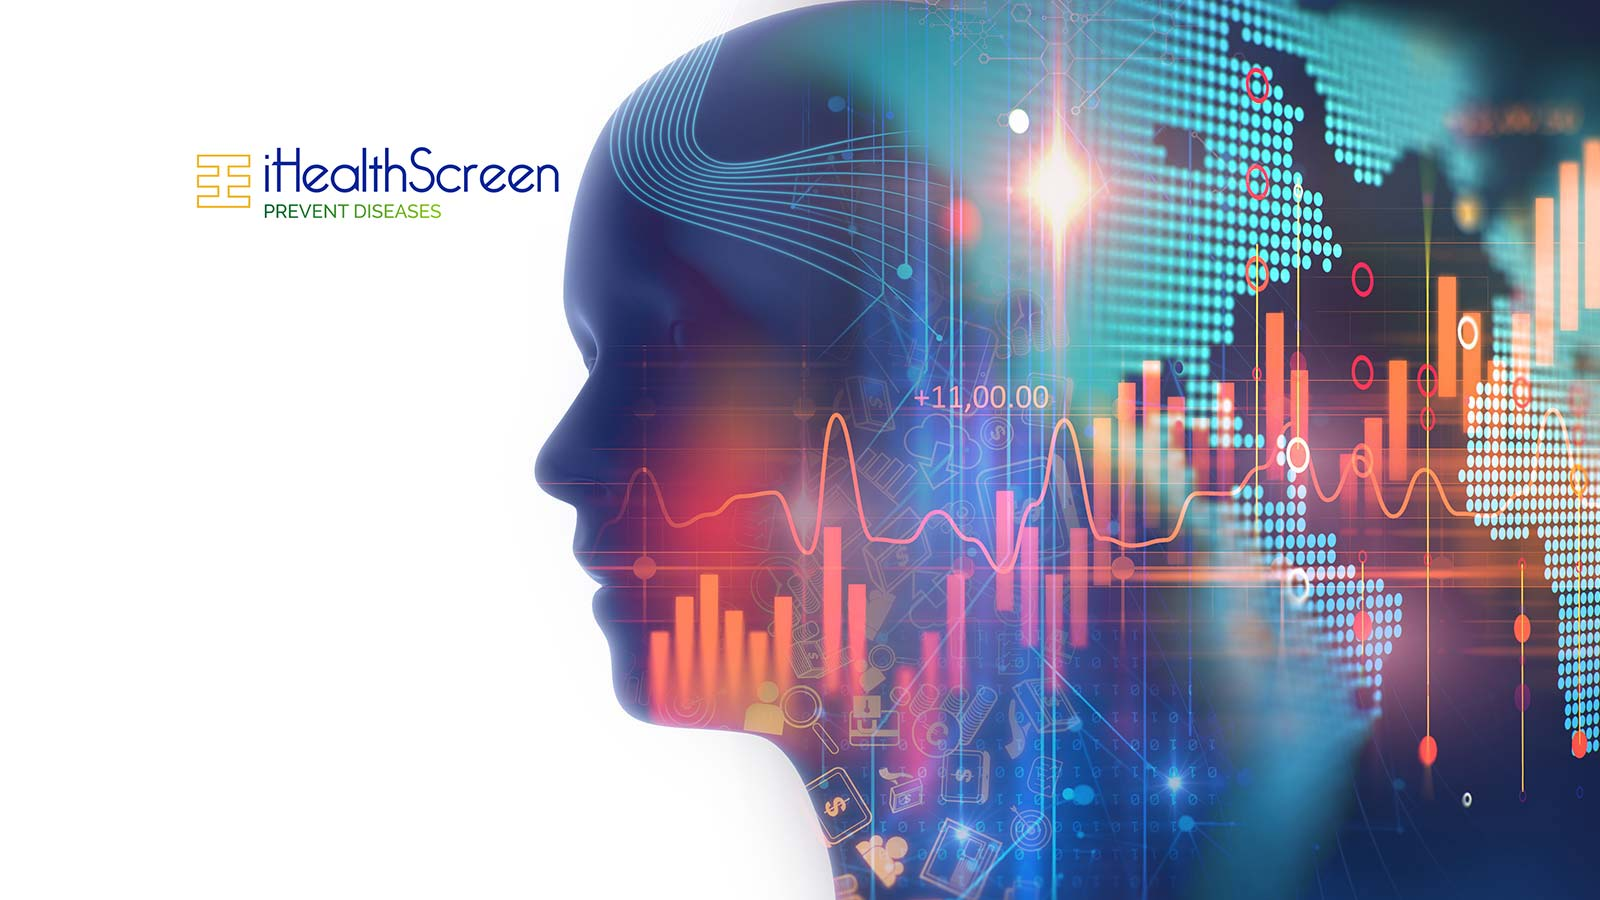 iHealthScreen
PREVENT DISEASES
+11,00.00